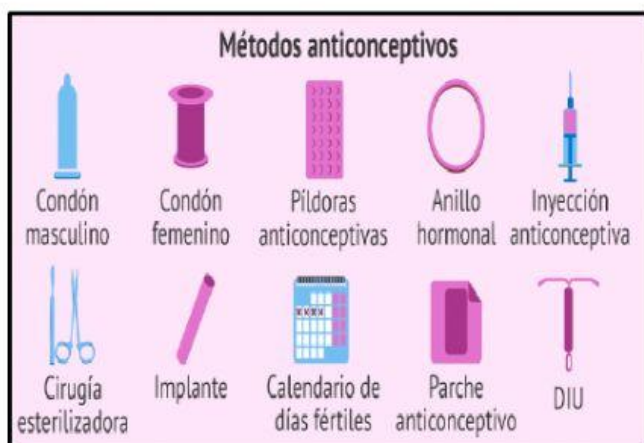 Métodos anticonceptivos
Condón masculino
Condón femenino
Píldoras anticonceptivas
Anillo hormonal
Inyección anticonceptiva
Cirugía esterilizadora
Implante
Calendario de días fértiles
Parche anticonceptivo
DIU